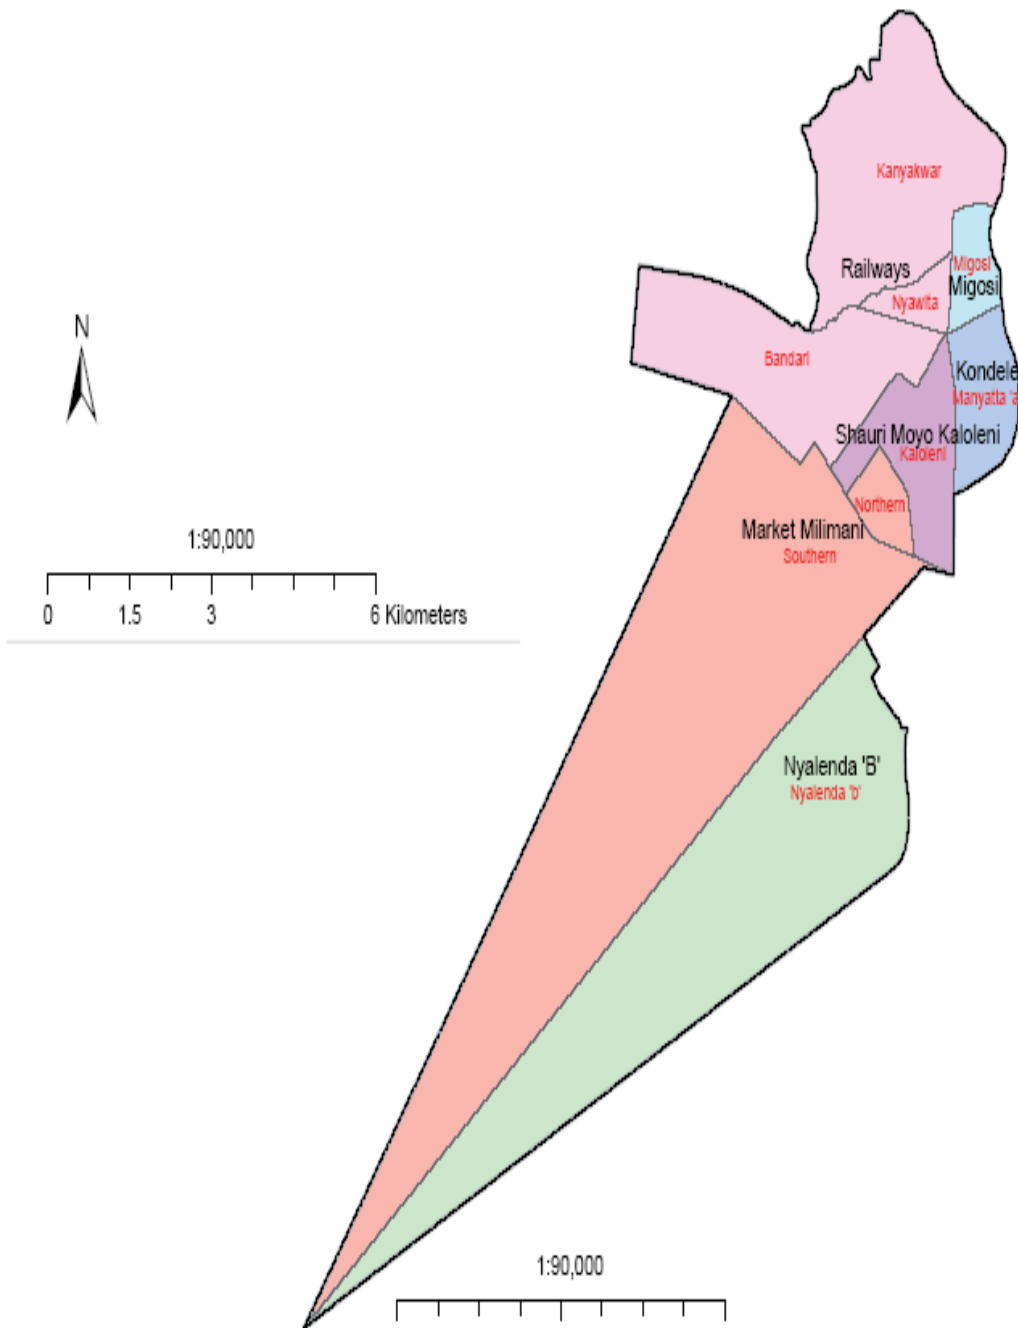 Kanyakwar
Railways
Migosi
Migosi
Nyawita
N
Bandari
Kondele
Manyatta 'a
Shauri Moyo Kaloleni
Kaloleni
Northern
Market Milimani
Southern
1:90,000
0 1.5 3 6 Kilometers
Nyalenda 'B'
Nyalenda 'b'
1:90,000